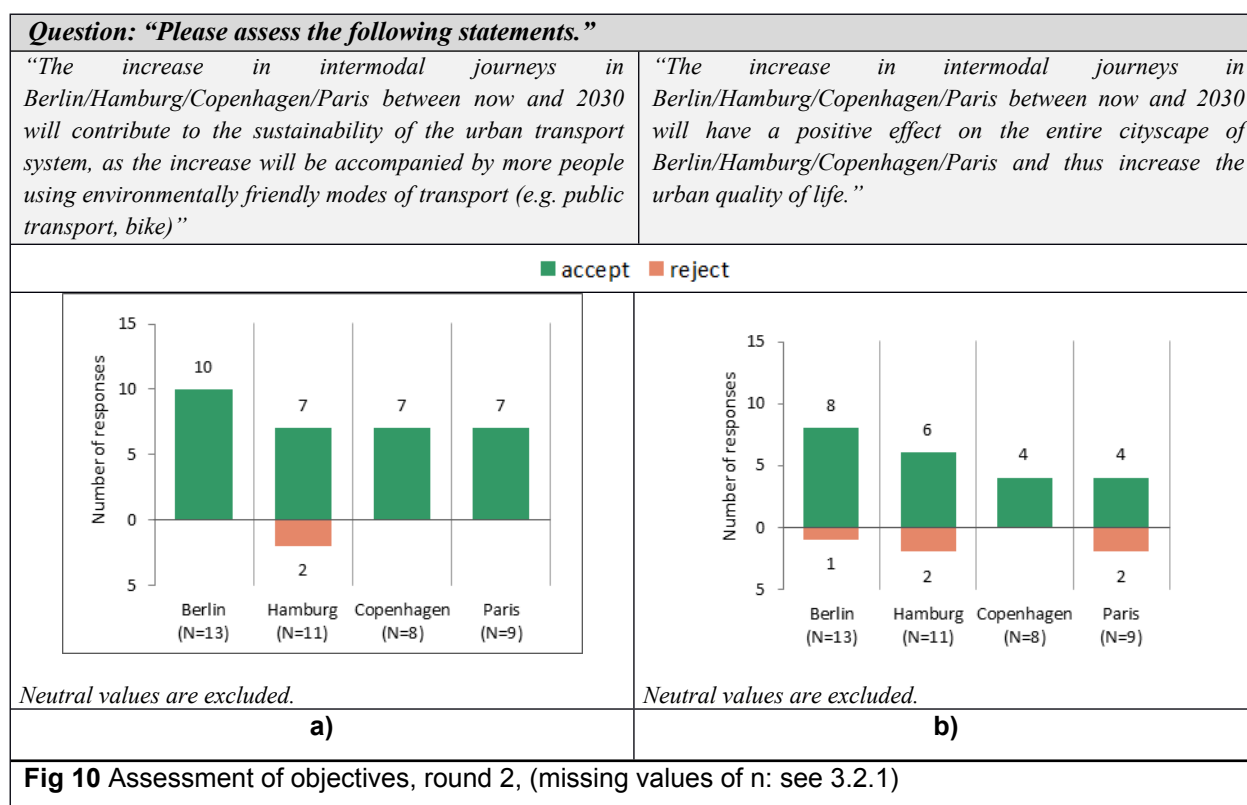 Question: “Please assess the following statements.”
“The increase in intermodal journeys in
Berlin/Hamburg/Copenhagen/Paris between now and 2030
will contribute to the sustainability of the urban transport
system, as the increase will be accompanied by more people
using environmentally friendly modes of transport (e.g. public
transport, bike)”
“The increase in intermodal journeys in
Berlin/Hamburg/Copenhagen/Paris between now and 2030
will have a positive effect on the entire cityscape of
Berlin/Hamburg/Copenhagen/Paris and thus increase the
urban quality of life.”
accept reject
Number of responses
15
10
5
0
5
10
7
7
7
2
Berlin Hamburg Copenhagen Paris
(N=13) (N=11) (N=8) (N=9)
Neutral values are excluded.
a)
Number of responses
15
10
5
0
5
8
6
4
4
1
2
2
Berlin Hamburg Copenhagen Paris
(N=13) (N=11) (N=8) (N=9)
Neutral values are excluded.
b)
Fig 10 Assessment of objectives, round 2, (missing values of n: see 3.2.1)